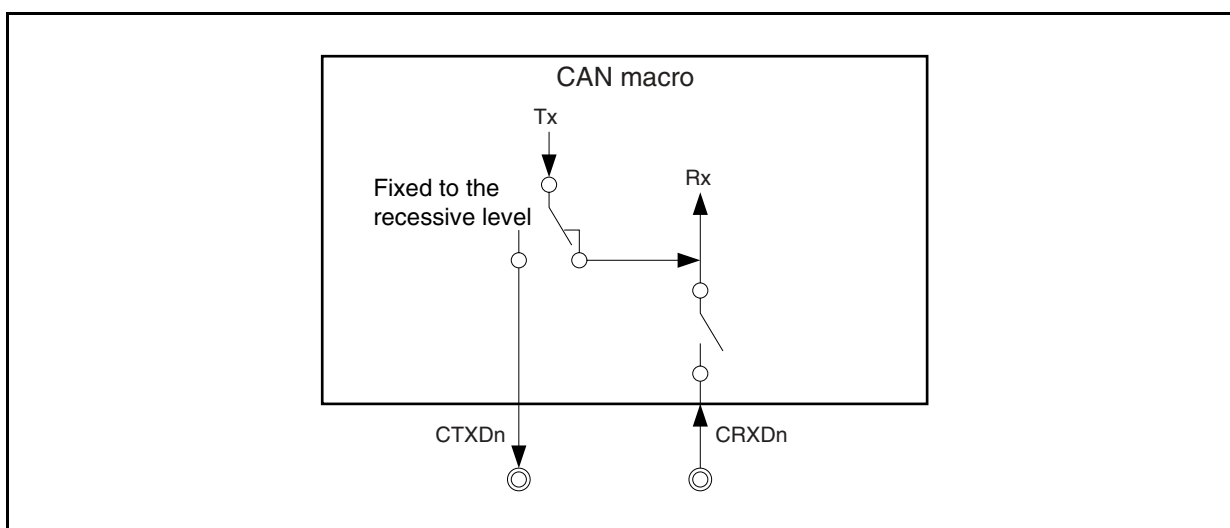 CAN macro
Tx
Rx
Fixed to the
recessive level
CTXDn
CRXDn